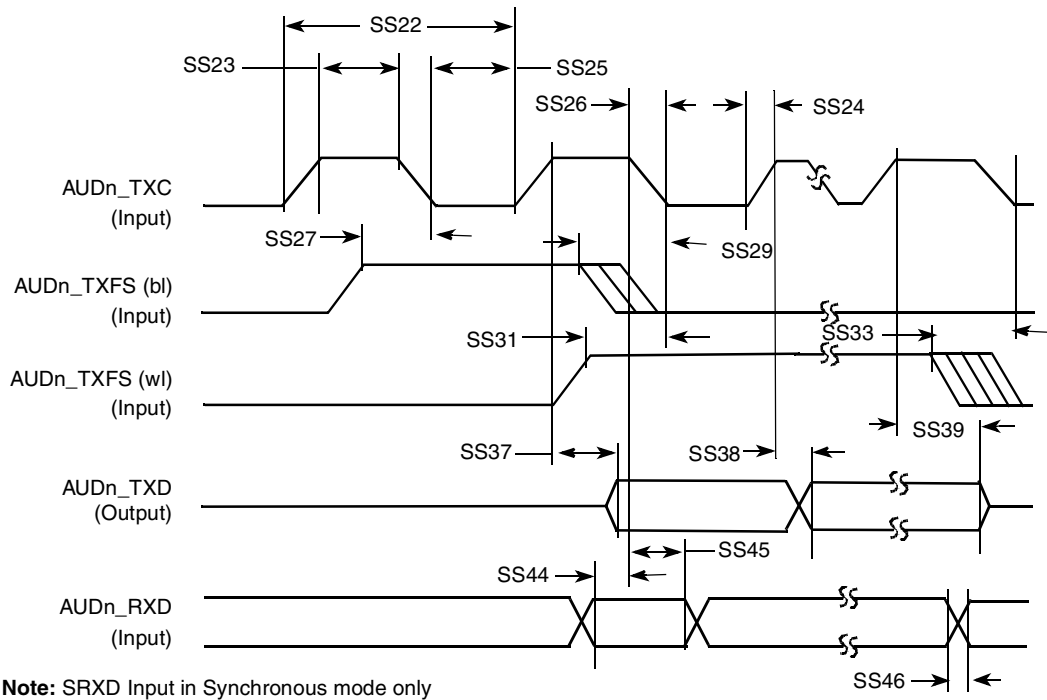 SS22
SS23
SS25
SS26
SS24
AUDn_TXC
(Input)
SS27
SS29
AUDn_TXFS (bl)
(Input)
SS31
SS33
AUDn_TXFS (wl)
(Input)
SS39
SS37
SS38
AUDn_TXD
(Output)
SS45
SS44
AUDn_RXD
(Input)
SS46
Note: SRXD Input in Synchronous mode only